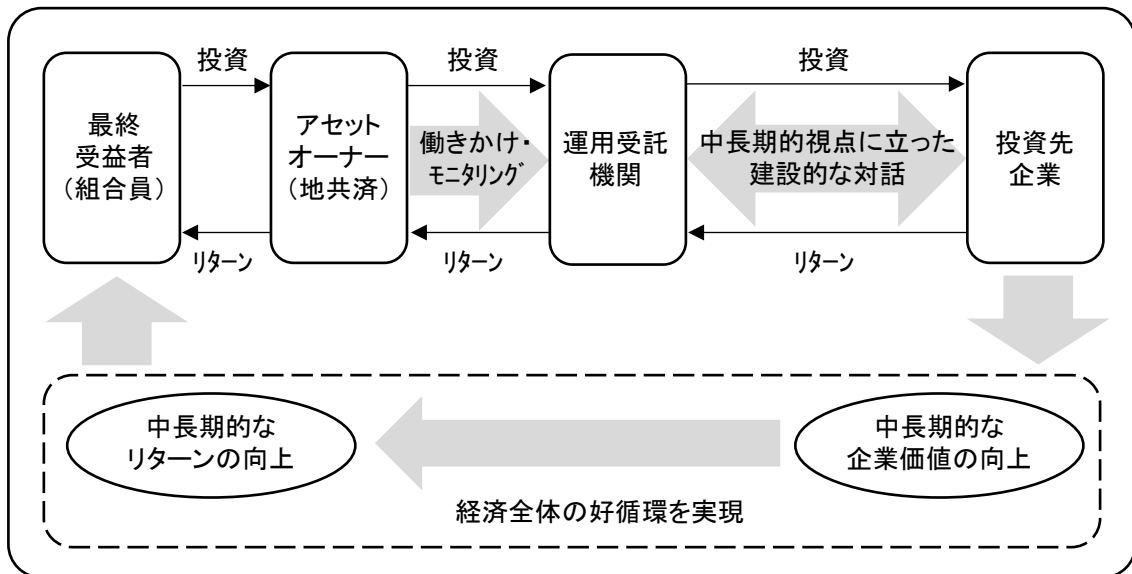 投資
投資
投資
最終
受益者
（組合員）
アセット
オーナー
（地共済）
働きかけ・
モニタリング
運用受託
機関
中長期的視点に立った
建設的な対話
投資先
企業
リターン
リターン
リターン
中長期的な
リターンの向上
中長期的な
企業価値の向上
経済全体の好循環を実現